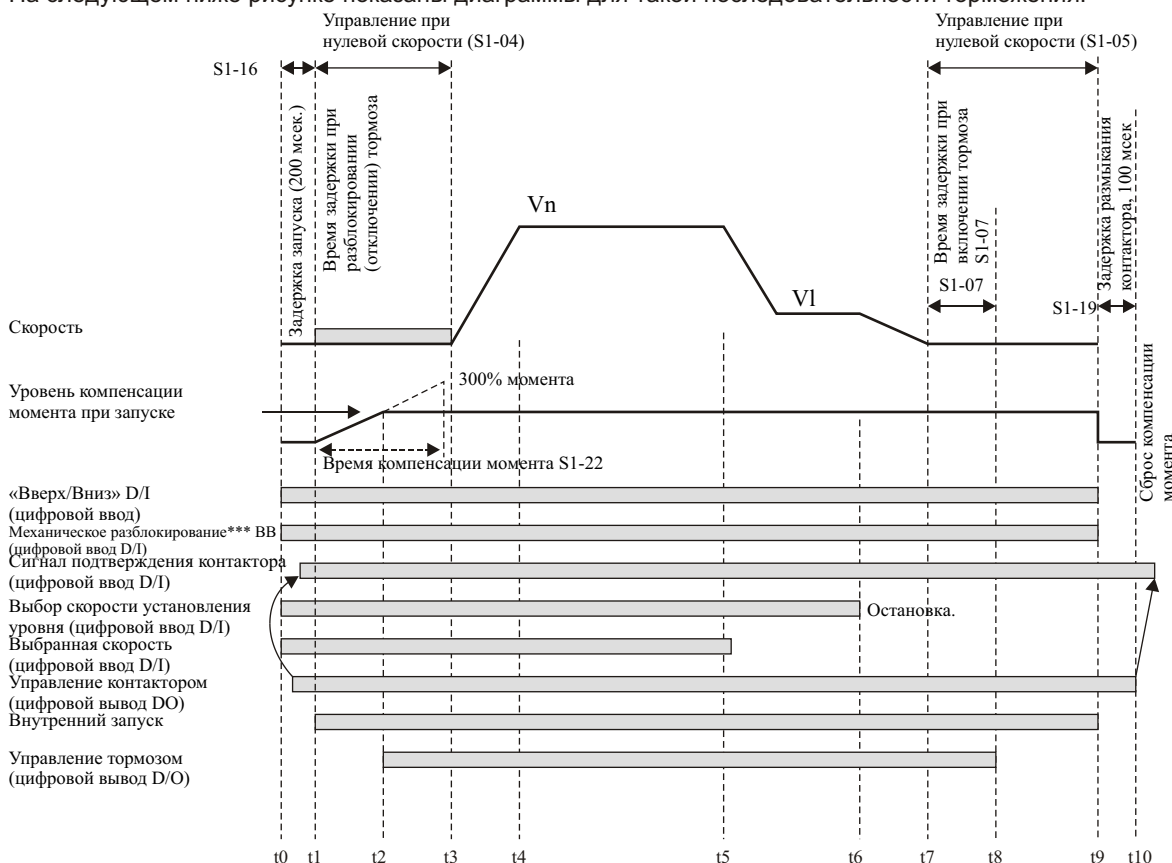 На следующем ниже рисунке показаны диаграммы для такой последовательности торможения.
Управление при
нулевой скорости (S1-04)
Управление при
нулевой скорости (S1-05)
S1-16
Задержка запуска (200 мсек.)
Время задержки при
разблокировании
(отключении) тормоза
Время задержки при
включении тормоза
S1-07
Задержка размыкания
контактора, 100 мсек
Vn
Vl
S1-07
S1-19
Скорость
300% момента
Уровень компенсации
момента при запуске
Время компенсации момента S1-22
Сброс компенсации
момента
«Вверх/Вниз» D/I
(цифровой ввод)
Механическое разблокирование*** BB
(цифровой ввод D/I)
Сигнал подтверждения контактора
(цифровой ввод D/I)
Выбор скорости установления
уровня (цифровой ввод D/I)
Остановка.
Выбранная скорость
(цифровой ввод D/I)
Управление контактором
(цифровой вывод DO)
Внутренний запуск
Управление тормозом
(цифровой вывод D/O)
t0 t1 t2 t3 t4 t5 t6 t7 t8 t9 t10